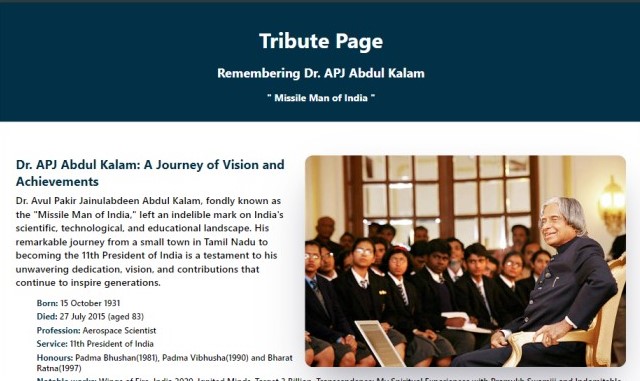 Tribute Page
Remembering Dr. APJ Abdul Kalam
" Missile Man of India "
Dr. APJ Abdul Kalam: A Journey of Vision and
Achievements
Dr. Avul Pakir Jainulabdeen Abdul Kalam, fondly known as
the "Missile Man of India," left an indelible mark on India's
scientific, technological, and educational landscape. His
remarkable journey from a small town in Tamil Nadu to
becoming the 11th President of India is a testament to his
unwavering dedication, vision, and contributions that
continue to inspire generations.
Born: 15 October 1931
Died: 27 July 2015 (aged 83)
Profession: Aerospace Scientist
Service: 11th President of India
Honours: Padma Bhushan(1981), Padma Vibhusha(1990) and Bharat
Ratna(1997)
Notable works: Wings of Fire, India 2020, Ignited Minds, Target 3 Billion, Transcendence: My Spiritual Experiences with Pramukh Swamiji and Indomitable